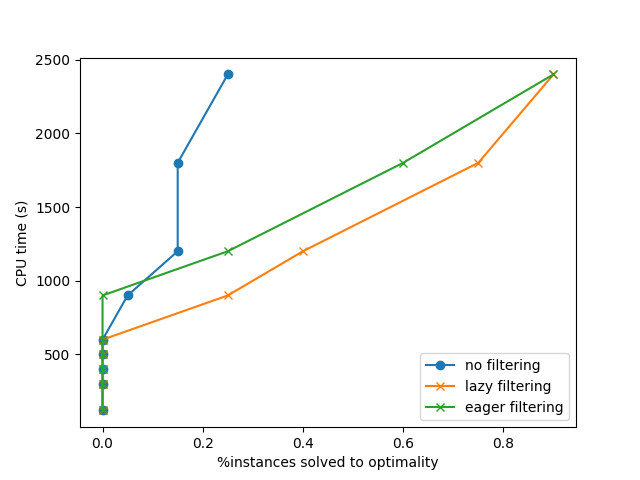 2500
2000
1500
1000
500
CPU time (s)
no filtering
lazy filtering
eager filtering
0.0 0.2 0.4 0.6 0.8
%instances solved to optimality